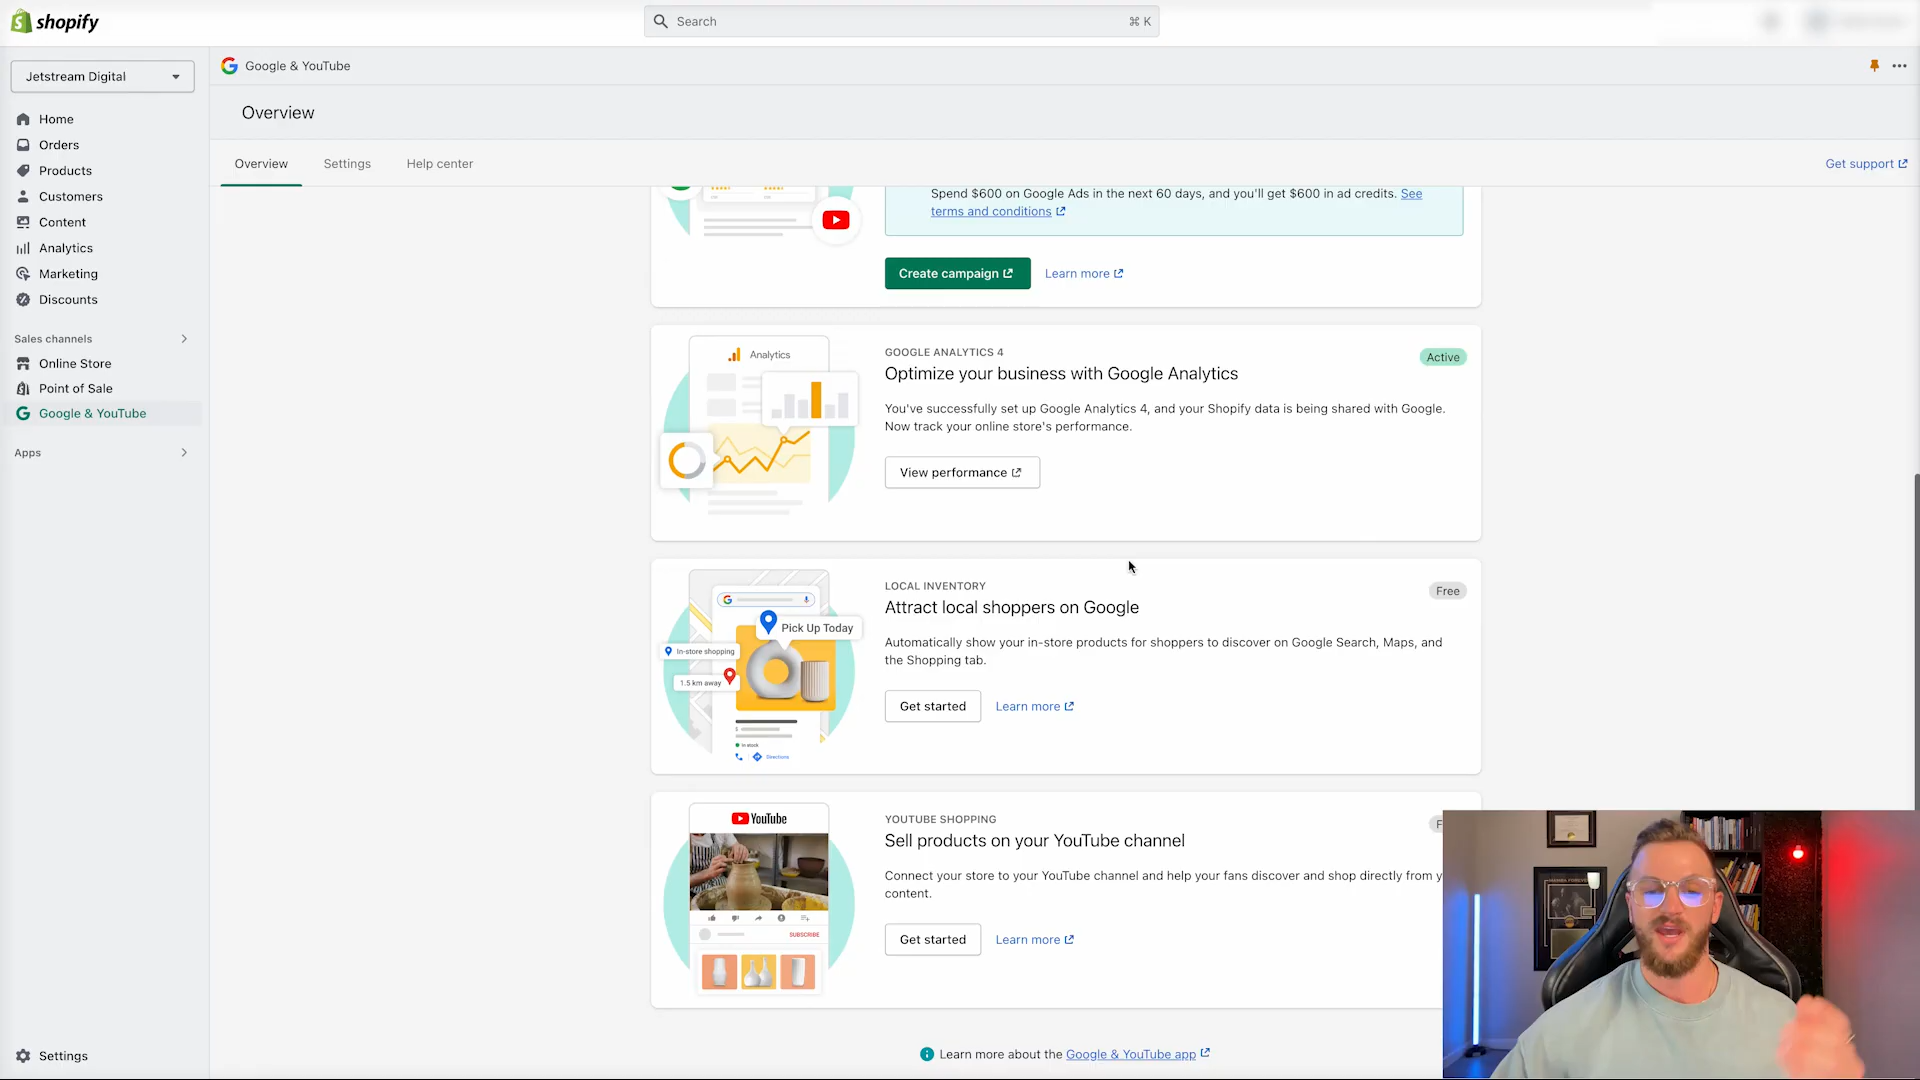 shopify
Search
⌘ K
Jetstream Digital
Google & YouTube
Overview
Home
Orders
Products
Customers
Content
Analytics
Marketing
Discounts
Sales channels
Online Store
Point of Sale
Google & YouTube
Apps
Settings
Overview
Settings
Help center
Get support
Spend $600 on Google Ads in the next 60 days, and you'll get $600 in ad credits. See
terms and conditions
Create campaign
Learn more
Analytics
GOOGLE ANALYTICS 4
Active
Optimize your business with Google Analytics
You've successfully set up Google Analytics 4, and your Shopify data is being shared with Google.
Now track your online store's performance.
View performance
Pick Up Today
In-store shopping
1.5 km away
In stock
Directions
LOCAL INVENTORY
Free
Attract local shoppers on Google
Automatically show your in-store products for shoppers to discover on Google Search, Maps, and
the Shopping tab.
Get started
Learn more
YouTube
SUBSCRIBE
YOUTUBE SHOPPING
F
Sell products on your YouTube channel
Connect your store to your YouTube channel and help your fans discover and shop directly from y
content.
Get started
Learn more
Learn more about the Google & YouTube app